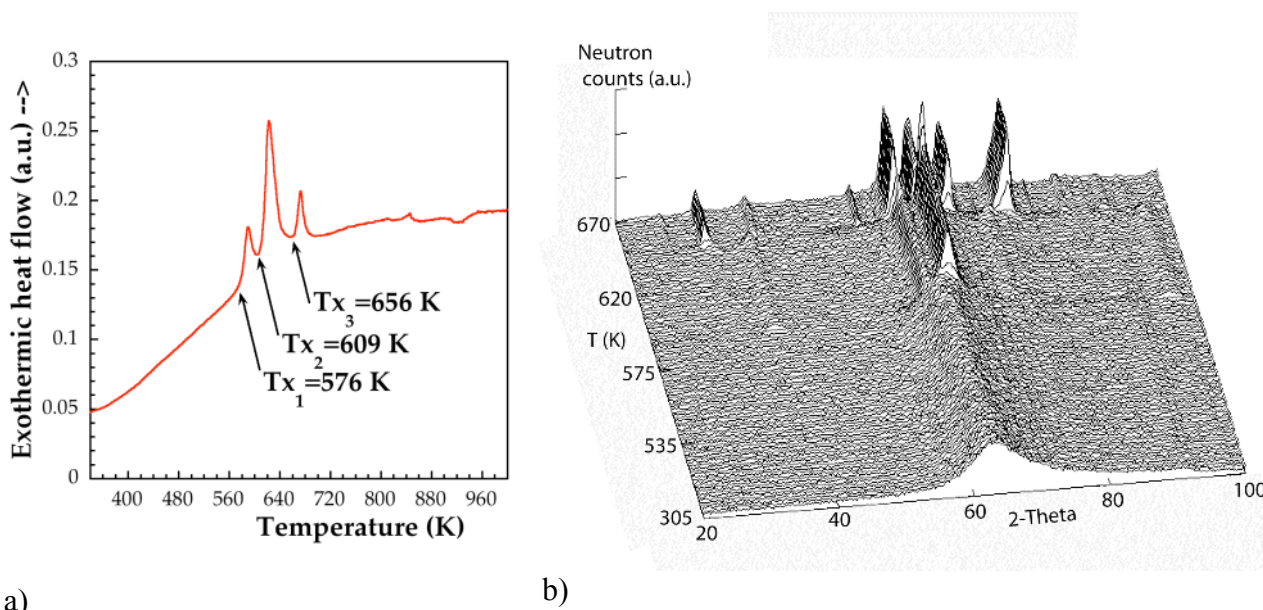 0.3
0.25
0.2
0.15
0.1
0.05
0
Exothermic heat flow (a.u.) -->
Tx3=656 K
Tx2=609 K
Tx1=576 K
400 480 560 640 720 800 880 960
Temperature (K)
a)
Neutron
counts (a.u.)
670
620
T (K)
575
535
305
20 40 60 80 100
2-Theta
b)